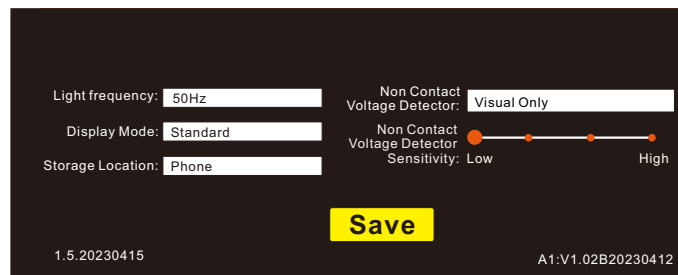 Light frequency: 50Hz
Display Mode: Standard
Storage Location: Phone
Non Contact
Voltage Detector: Visual Only
Non Contact
Voltage Detector
Sensitivity: Low High
Save
1.5.20230415
A1:V1.02B20230412